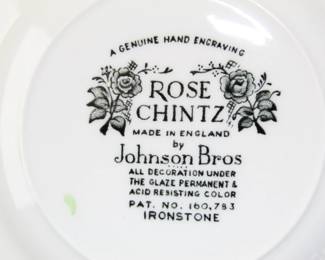 A GENUINE HAND ENGRAVING
ROSE
CHINTZ
MADE IN ENGLAND
by
Johnson Bros
ALL DECORATION UNDER
THE GLAZE PERMANENT &
ACID RESISTING COLOR
PAT. NO. 160,783
IRONSTONE